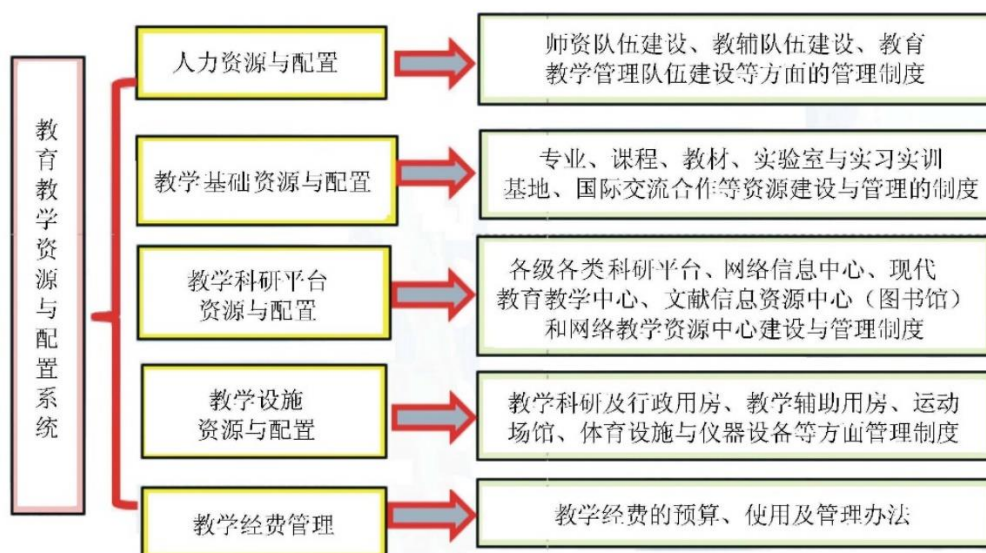 教育教学资源与配置系统
人力资源与配置
师资队伍建设、教辅队伍建设、教育
教学管理队伍建设等方面的管理制度
教学基础资源与配置
专业、课程、教材、实验室与实习实训
基地、国际交流合作等资源建设与管理的制度
教学科研平台
资源与配置
各级各类科研平台、网络信息中心、现代
教育教学中心、文献信息资源中心（图书馆）
和网络教学资源中心建设与管理制度
教学设施
资源与配置
教学科研及行政用房、教学辅助用房、运动
场馆、体育设施与仪器设备等方面管理制度
教学经费管理
教学经费的预算、使用及管理办法